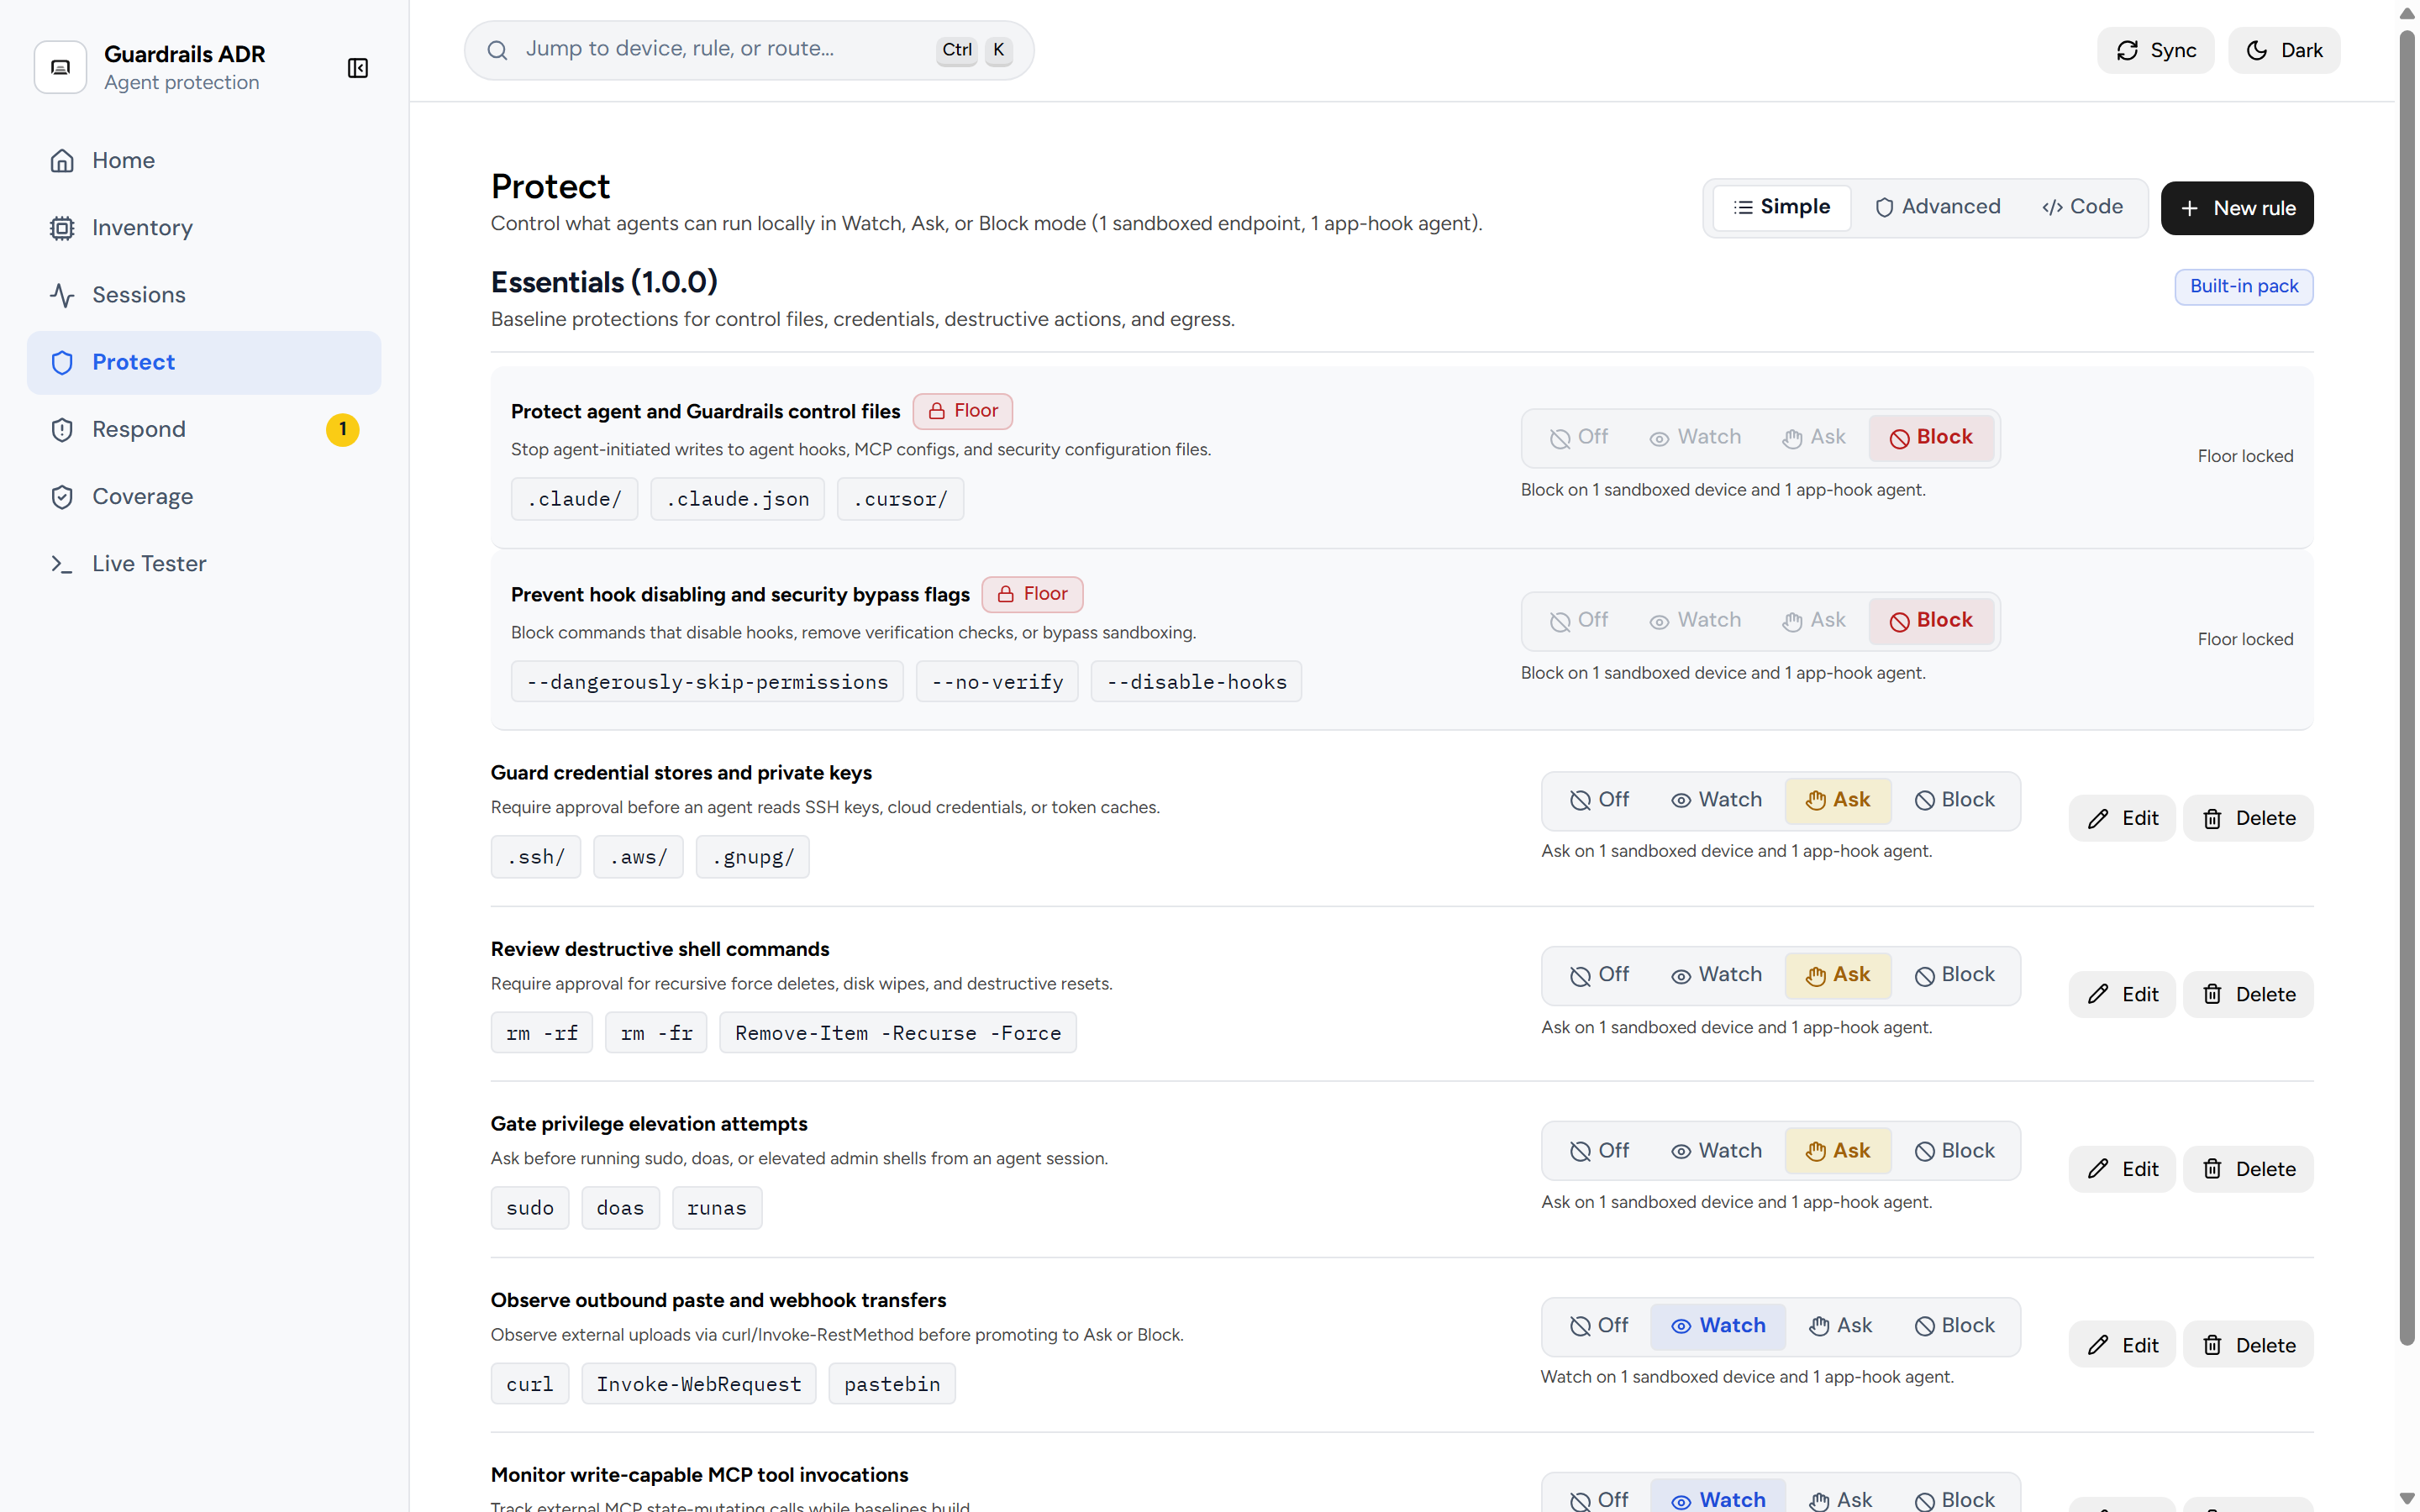 Guardrails ADR
Agent protection
Home
Inventory
Sessions
Protect
Respond 1
Coverage
Live Tester
Jump to device, rule, or route... Ctrl K
Sync Dark
Protect
Control what agents can run locally in Watch, Ask, or Block mode (1 sandboxed endpoint, 1 app-hook agent).
Simple Advanced Code New rule
Essentials (1.0.0)
Built-in pack
Baseline protections for control files, credentials, destructive actions, and egress.
Protect agent and Guardrails control files Floor
Stop agent-initiated writes to agent hooks, MCP configs, and security configuration files.
.claude/ .claude.json .cursor/
Off Watch Ask Block
Block on 1 sandboxed device and 1 app-hook agent.
Floor locked
Prevent hook disabling and security bypass flags Floor
Block commands that disable hooks, remove verification checks, or bypass sandboxing.
--dangerously-skip-permissions --no-verify --disable-hooks
Off Watch Ask Block
Block on 1 sandboxed device and 1 app-hook agent.
Floor locked
Guard credential stores and private keys
Require approval before an agent reads SSH keys, cloud credentials, or token caches.
.ssh/ .aws/ .gnupg/
Off Watch Ask Block
Ask on 1 sandboxed device and 1 app-hook agent.
Edit Delete
Review destructive shell commands
Require approval for recursive force deletes, disk wipes, and destructive resets.
rm -rf rm -fr Remove-Item -Recurse -Force
Off Watch Ask Block
Ask on 1 sandboxed device and 1 app-hook agent.
Edit Delete
Gate privilege elevation attempts
Ask before running sudo, doas, or elevated admin shells from an agent session.
sudo doas runas
Off Watch Ask Block
Ask on 1 sandboxed device and 1 app-hook agent.
Edit Delete
Observe outbound paste and webhook transfers
Observe external uploads via curl/Invoke-RestMethod before promoting to Ask or Block.
curl Invoke-WebRequest pastebin
Off Watch Ask Block
Watch on 1 sandboxed device and 1 app-hook agent.
Edit Delete
Monitor write-capable MCP tool invocations
Track external MCP state-mutating calls while baselines build.
Off Watch Ask Block